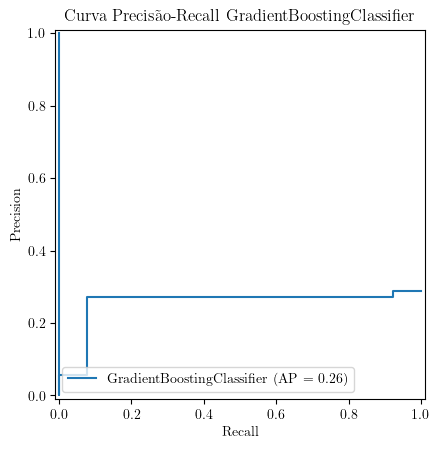 Curva Precisão-Recall GradientBoostingClassifier
1.0
0.8
0.6
0.4
0.2
0.0
Precision
GradientBoostingClassifier (AP = 0.26)
0.0 0.2 0.4 0.6 0.8 1.0
Recall